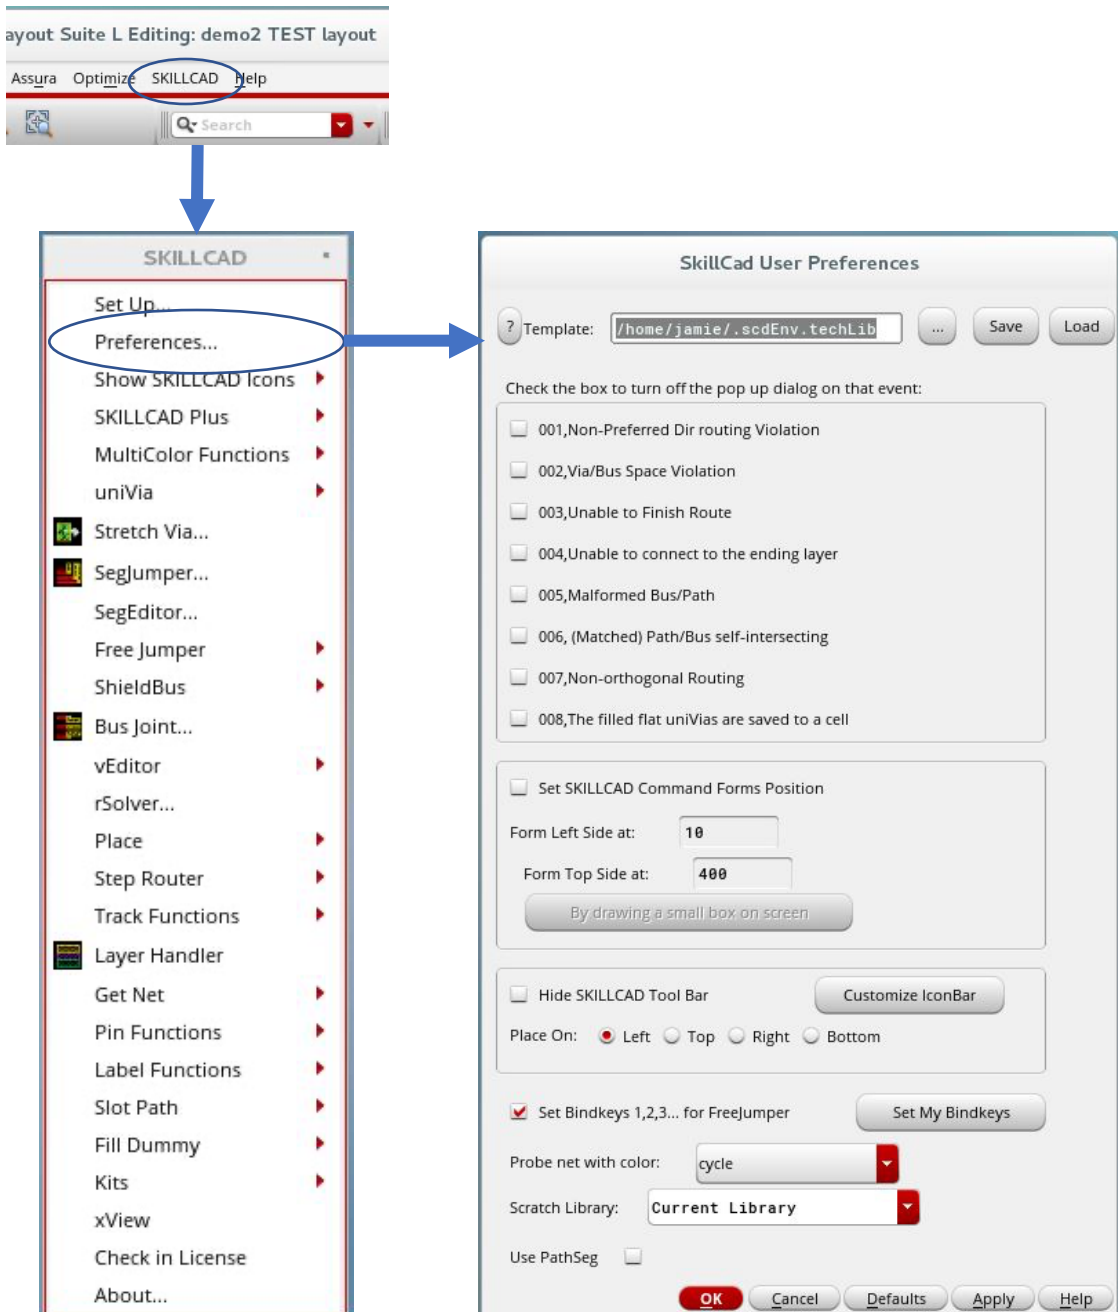 ayout Suite L Editing: demo2 TEST layout
Assura Optimize SKILLCAD Help
Search
SKILLCAD
Set Up...
Preferences...
Show SKILLCAD Icons
SKILLCAD Plus
MultiColor Functions
uniVia
Stretch Via...
SegJumper...
SegEditor...
Free Jumper
ShieldBus
Bus Joint...
vEditor
rSolver...
Place
Step Router
Track Functions
Layer Handler
Get Net
Pin Functions
Label Functions
Slot Path
Fill Dummy
Kits
xView
Check in License
About...
SkillCad User Preferences
? Template: /home/jamie/.scdEnv.techLib ... Save Load
Check the box to turn off the pop up dialog on that event:
001,Non-Preferred Dir routing Violation
002,Via/Bus Space Violation
003,Unable to Finish Route
004,Unable to connect to the ending layer
005,Malformed Bus/Path
006, (Matched) Path/Bus self-intersecting
007,Non-orthogonal Routing
008,The filled flat uniVias are saved to a cell
Set SKILLCAD Command Forms Position
Form Left Side at: 10
Form Top Side at: 400
By drawing a small box on screen
Hide SKILLCAD Tool Bar Customize IconBar
Place On: Left Top Right Bottom
Set Bindkeys 1,2,3... for FreeJumper Set My Bindkeys
Probe net with color: cycle
Scratch Library: Current Library
Use PathSeg
OK Cancel Defaults Apply Help